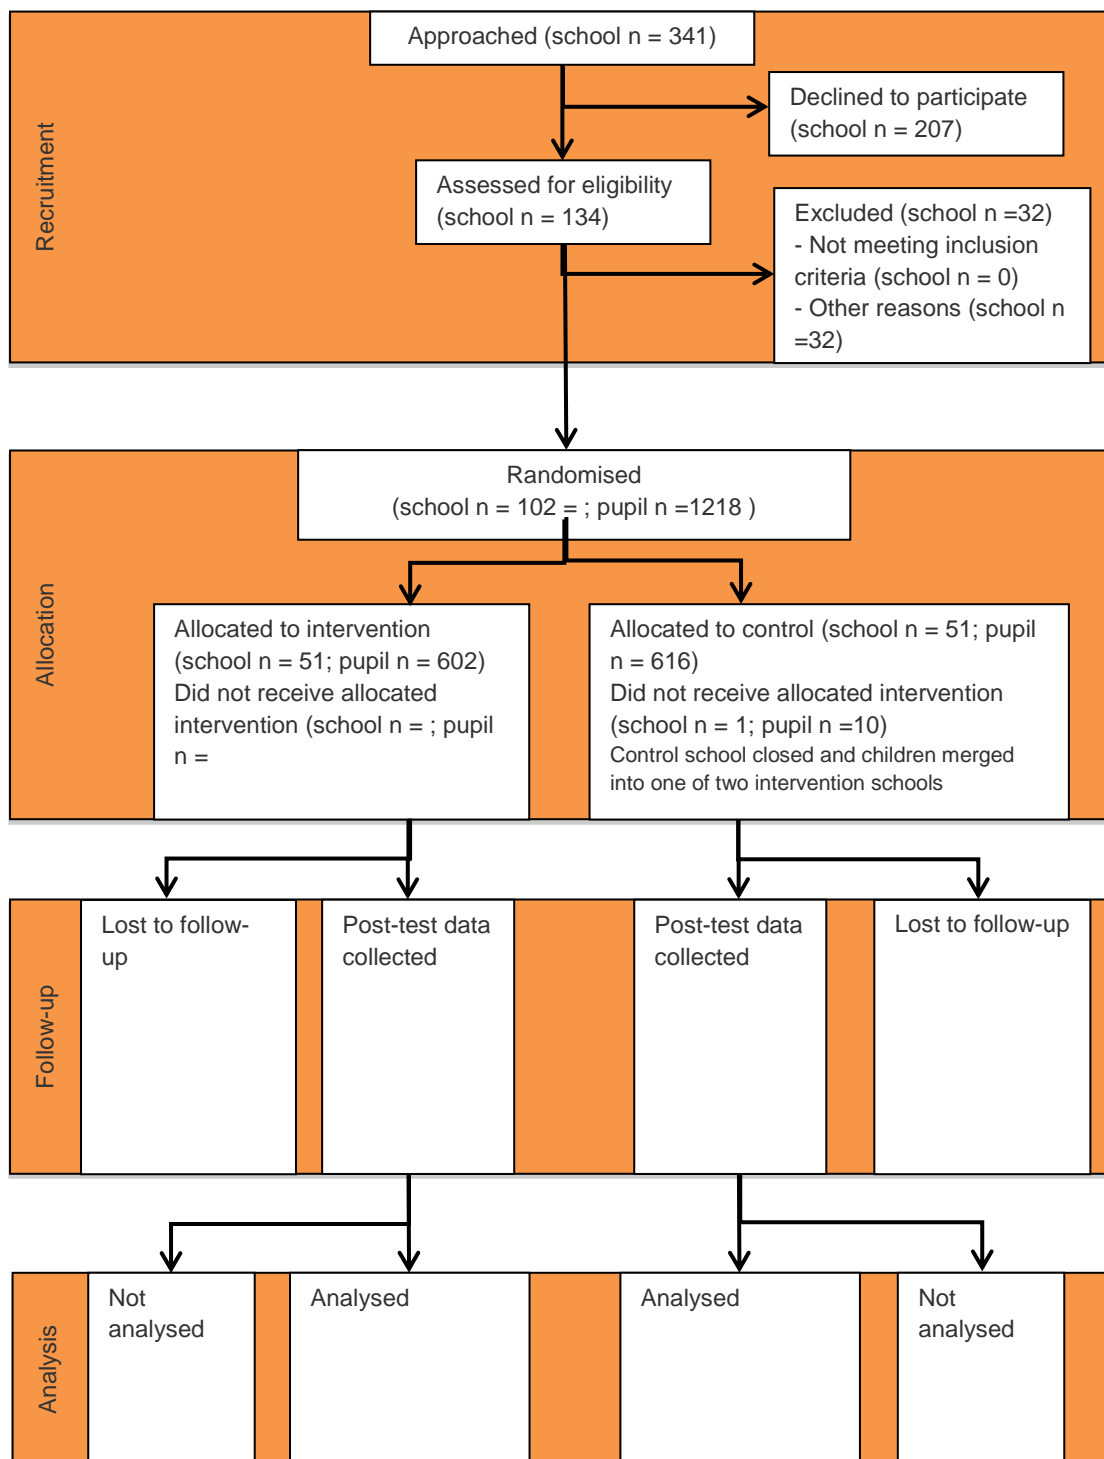 Approached (school n = 341)
Declined to participate
(school n = 207)
Recruitment
Assessed for eligibility
(school n = 134)
Excluded (school n =32)
- Not meeting inclusion
criteria (school n = 0)
- Other reasons (school n
=32)
Randomised
(school n = 102 = ; pupil n =1218 )
Allocation
Allocated to intervention
(school n = 51; pupil n = 602)
Did not receive allocated
intervention (school n = ; pupil
n =
Allocated to control (school n = 51; pupil
n = 616)
Did not receive allocated intervention
(school n = 1; pupil n =10)
Control school closed and children merged
into one of two intervention schools
Follow-up
Lost to follow-
up
Post-test data
collected
Post-test data
collected
Lost to follow-up
Analysis
Not
analysed
Analysed
Analysed
Not
analysed